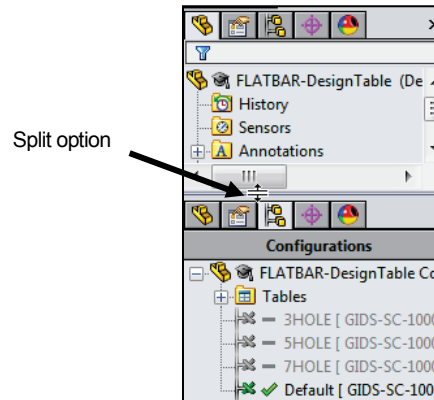 FLATBAR-DesignTable (De
History
Sensors
Annotations
Split option
Configurations
FLATBAR-DesignTable Co
Tables
3HOLE [ GIDS-SC-1000
5HOLE [ GIDS-SC-1000
7HOLE [ GIDS-SC-1000
Default [ GIDS-SC-100